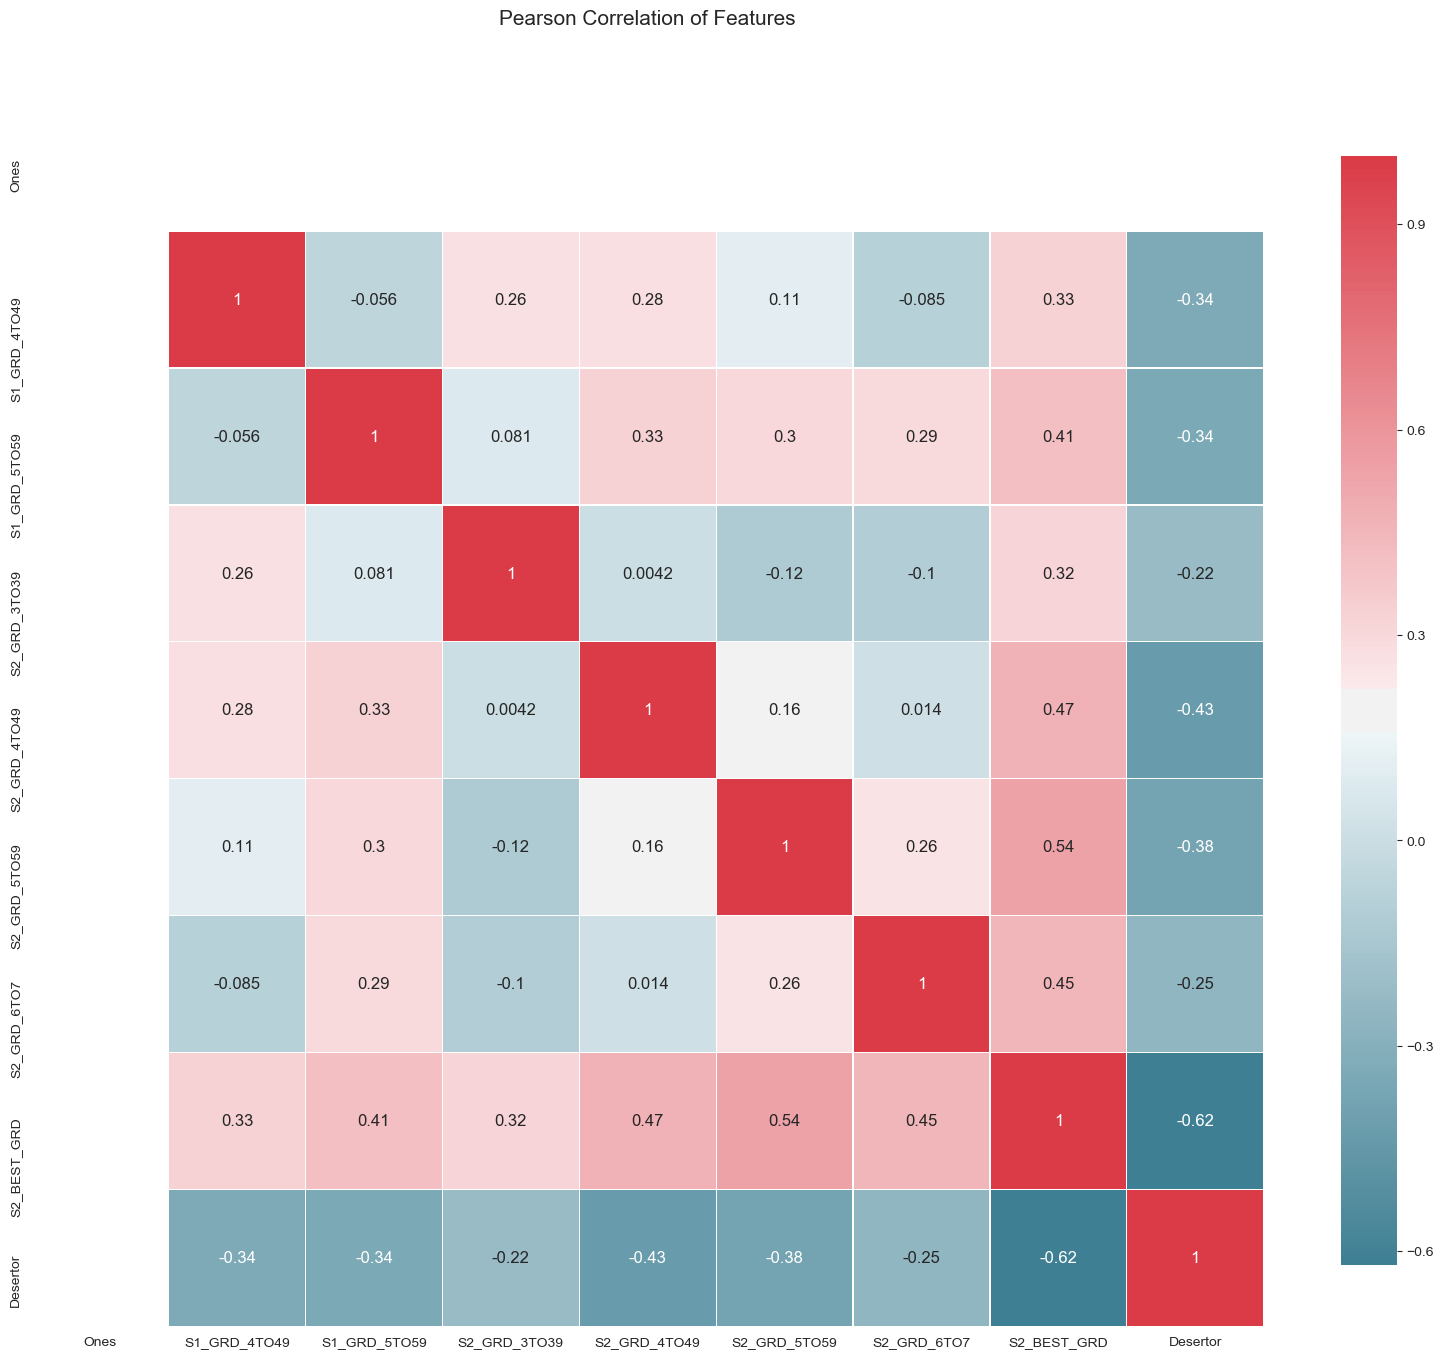 Pearson Correlation of Features
Ones
S1_GRD_4TO49 1 -0.056 0.26 0.28 0.11 -0.085 0.33 -0.34
S1_GRD_5TO59 -0.056 1 0.081 0.33 0.3 0.29 0.41 -0.34
S2_GRD_3TO39 0.26 0.081 1 0.0042 -0.12 -0.1 0.32 -0.22
S2_GRD_4TO49 0.28 0.33 0.0042 1 0.16 0.014 0.47 -0.43
S2_GRD_5TO59 0.11 0.3 -0.12 0.16 1 0.26 0.54 -0.38
S2_GRD_6TO7 -0.085 0.29 -0.1 0.014 0.26 1 0.45 -0.25
S2_BEST_GRD 0.33 0.41 0.32 0.47 0.54 0.45 1 -0.62
Desertor -0.34 -0.34 -0.22 -0.43 -0.38 -0.25 -0.62 1
Ones S1_GRD_4TO49 S1_GRD_5TO59 S2_GRD_3TO39 S2_GRD_4TO49 S2_GRD_5TO59 S2_GRD_6TO7 S2_BEST_GRD Desertor
0.9
0.6
0.3
0.0
−0.3
−0.6